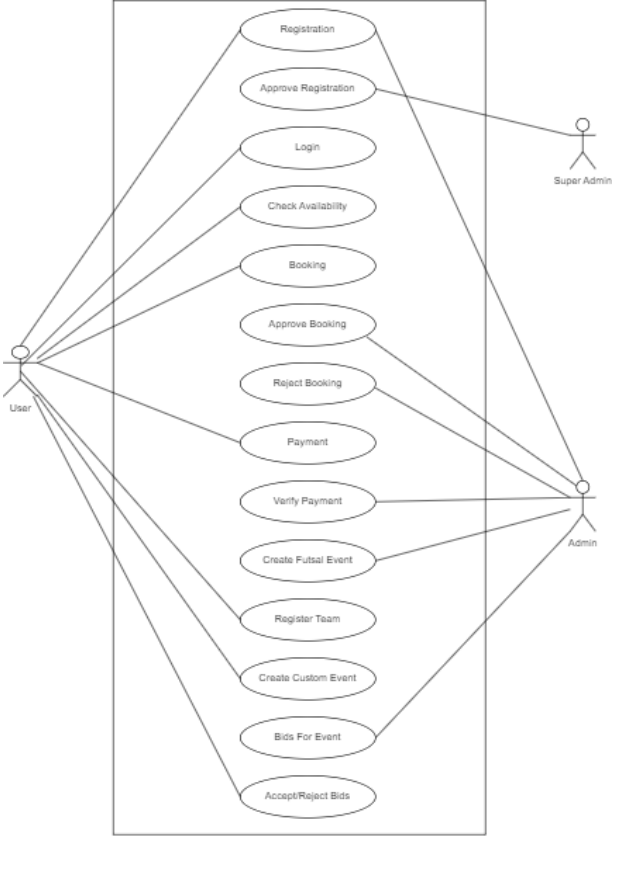 Registration
Approve Registration
Login
Super Admin
Check Availability
Booking
Approve Booking
Reject Booking
User
Payment
Verify Payment
Admin
Create Futsal Event
Register Team
Create Custom Event
Bids For Event
Accept/Reject Bids